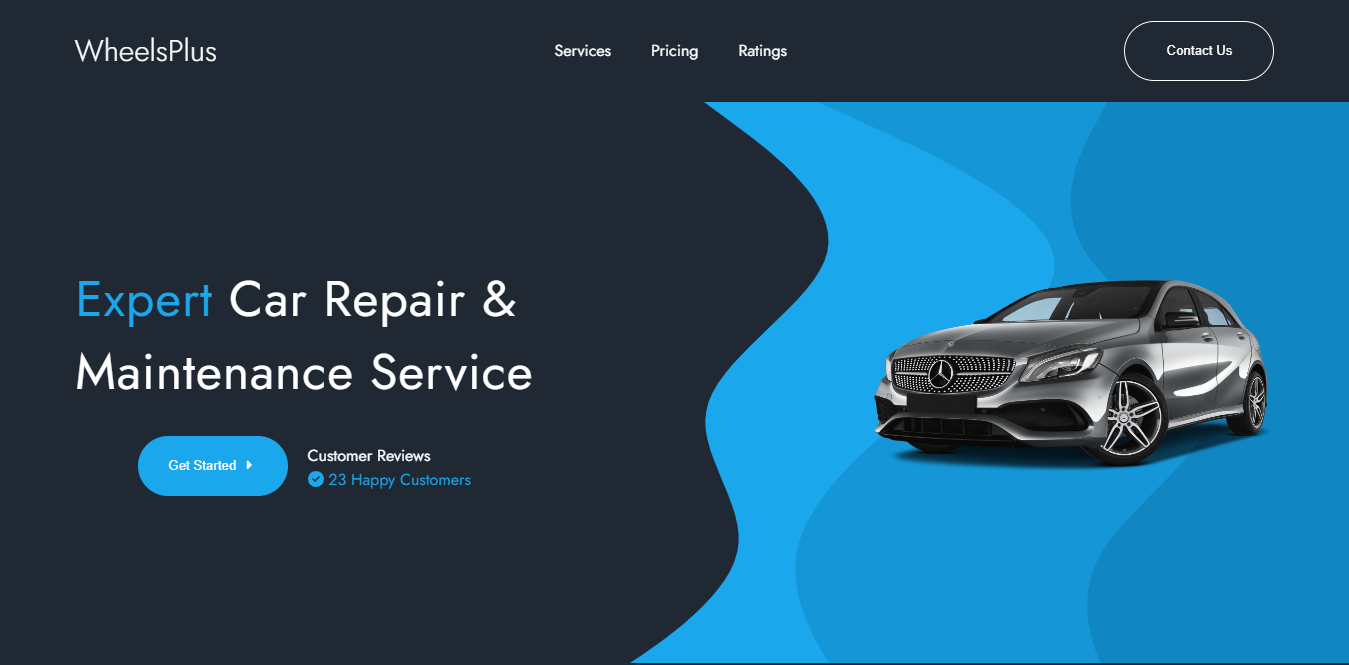 WheelsPlus
Services
Pricing
Ratings
Contact Us
Expert Car Repair &
Maintenance Service
Get Started
Customer Reviews
23 Happy Customers